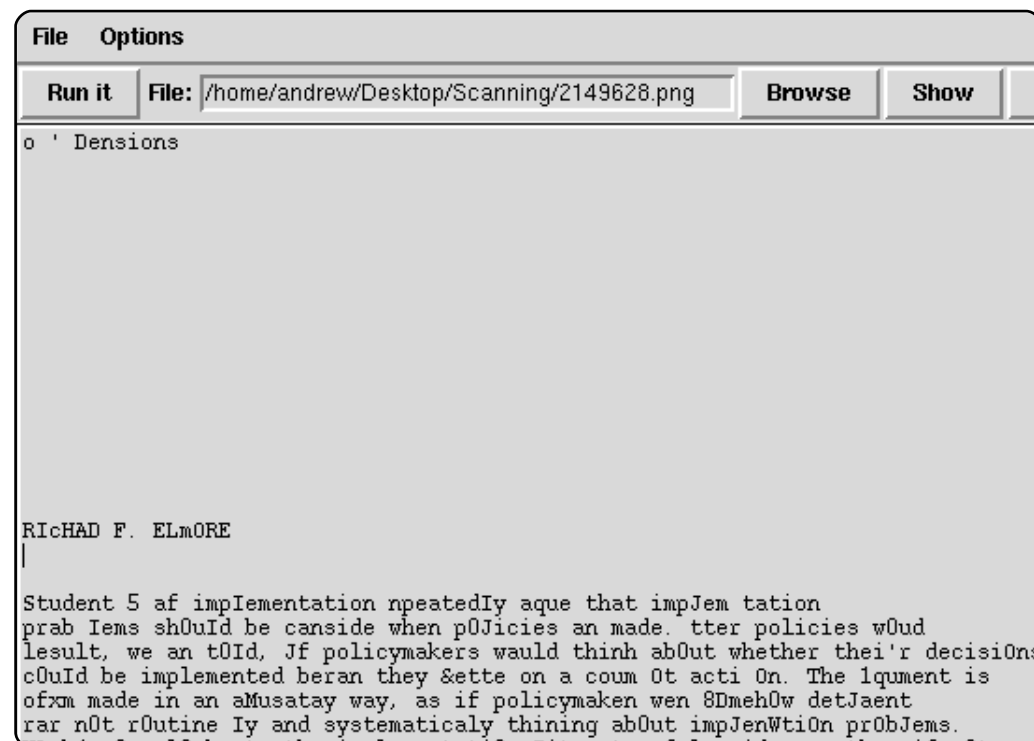 File Options
Run it File: /home/andrew/Desktop/Scanning/2149628.png Browse Show
o ' Densions
RIcHAD F. ELmORE
Student 5 af impIementation npeatedIy aque that impJem tation
prab Iems sh0uId be canside when p0Jicies an made. tter policies w0ud
lesult, we an t0Id, Jf policymakers wauld thinh ab0ut whether thei'r decisi0ns
c0uId be implemented beran they &ette on a coum 0t acti 0n. The 1qument is
ofxm made in an aMusatay way, as if policymaken wen 8Dmeh0w detJaent
rar n0t r0utine Iy and systematicaly thining ab0ut impJenWti0n pr0bJems.